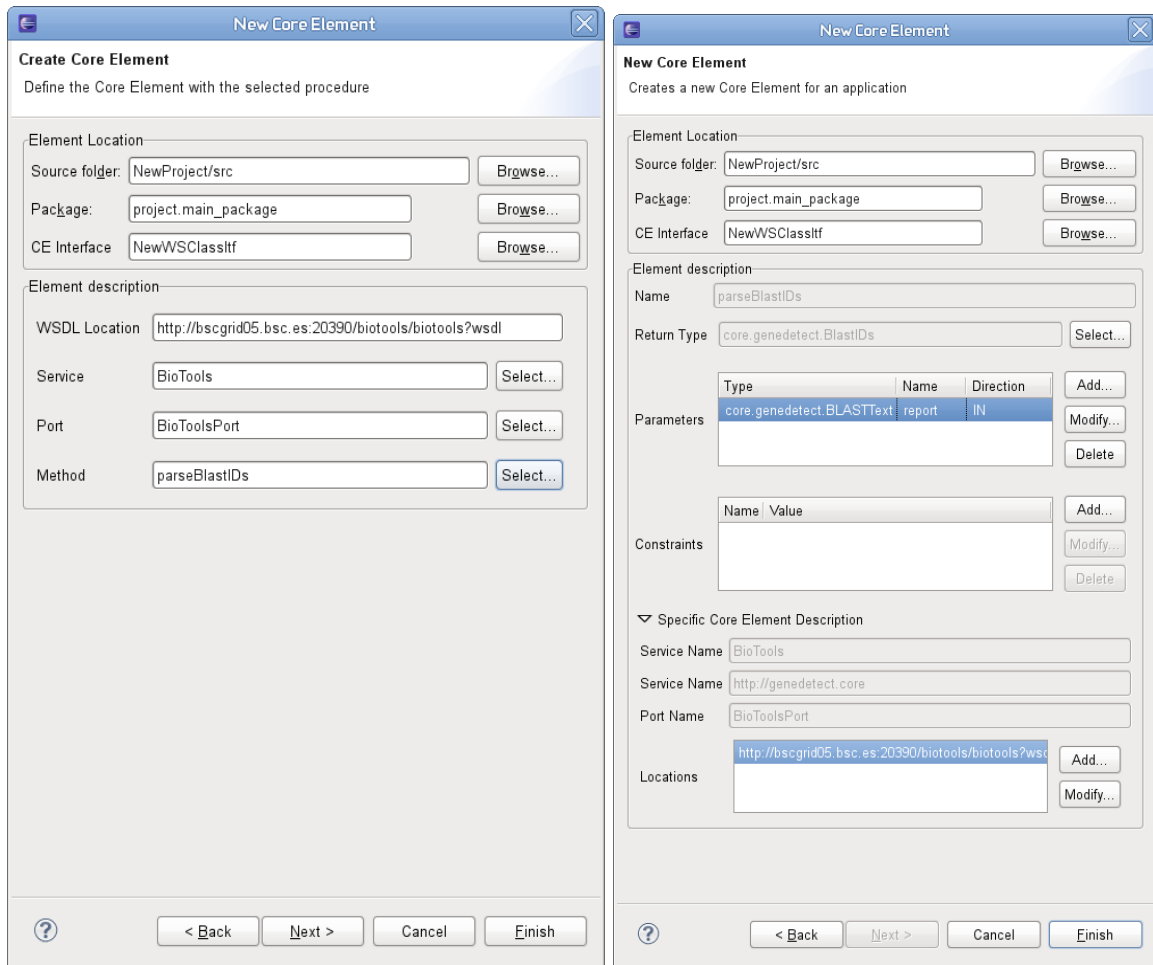 New Core Element
Create Core Element
Define the Core Element with the selected procedure
Element Location
Source folder: NewProject/src Browse...
Package: project.main_package Browse...
CE Interface NewWSClassItf Browse...
Element description
WSDL Location http://bscgrid05.bsc.es:20390/biotools/biotools?wsdl
Service BioTools Select...
Port BioToolsPort Select...
Method parseBlastIDs Select...
? < Back Next > Cancel Finish
New Core Element
New Core Element
Creates a new Core Element for an application
Element Location
Source folder: NewProject/src Browse...
Package: project.main_package Browse...
CE Interface NewWSClassItf Browse...
Element description
Name parseBlastIDs
Return Type core.genedetect.BlastIDs Select...
Parameters
Type Name Direction Add...
core.genedetect.BLASTText report IN Modify...
Delete
Constraints
Name Value Add...
Modify...
Delete
Specific Core Element Description
Service Name BioTools
Service Name http://genedetect.core
Port Name BioToolsPort
Locations
http://bscgrid05.bsc.es:20390/biotools/biotools?wsd Add...
Modify...
? < Back Next > Cancel Finish